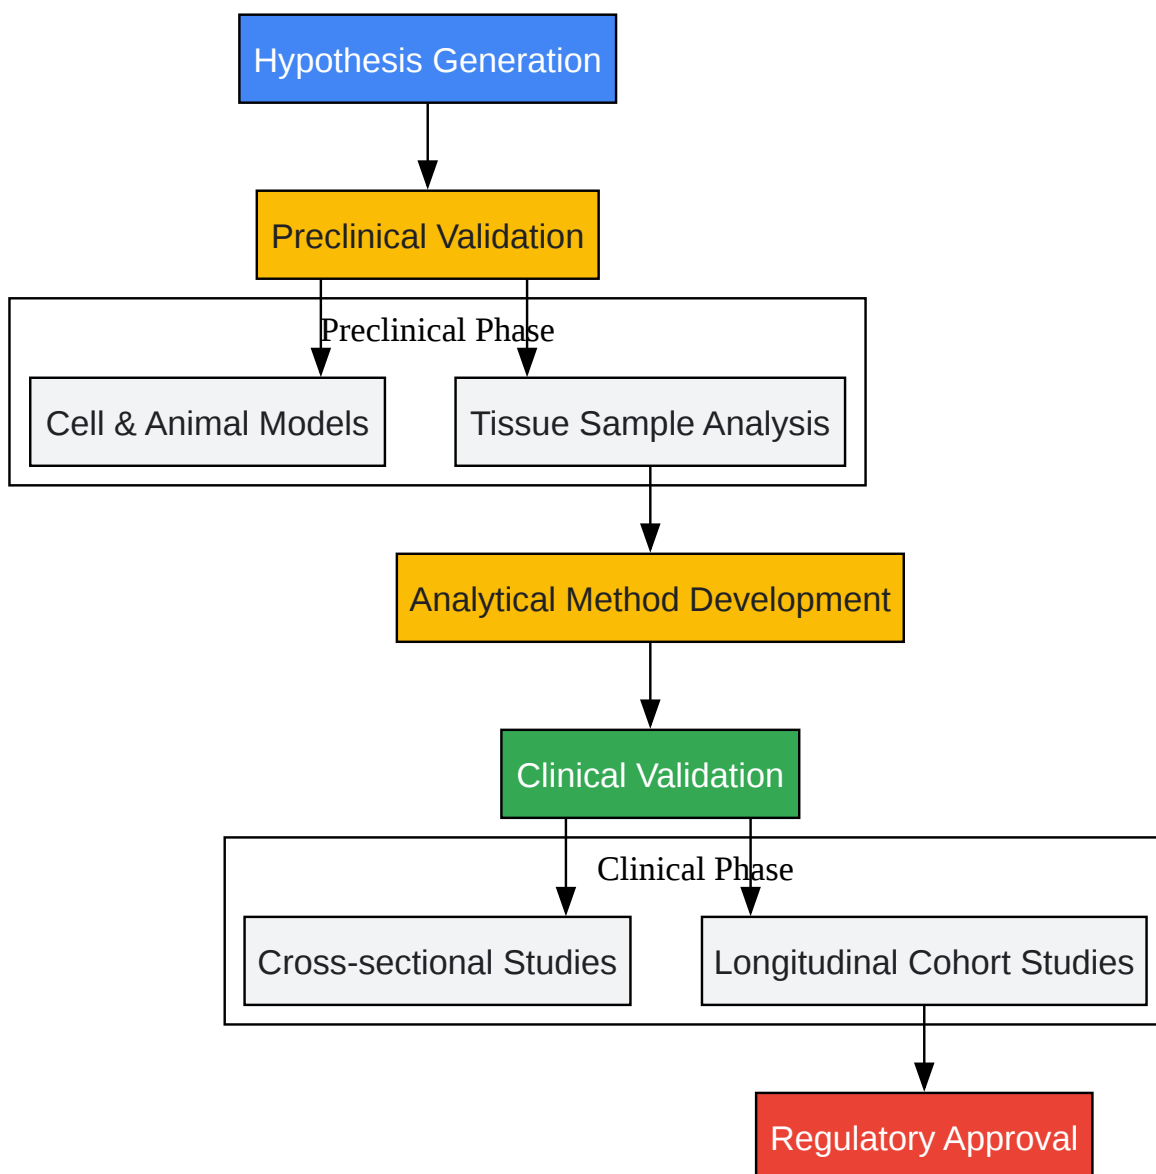 Hypothesis Generation
Preclinical Validation
Preclinical Phase
Cell & Animal Models
Tissue Sample Analysis
Analytical Method Development
Clinical Validation
Clinical Phase
Cross-sectional Studies
Longitudinal Cohort Studies
Regulatory Approval